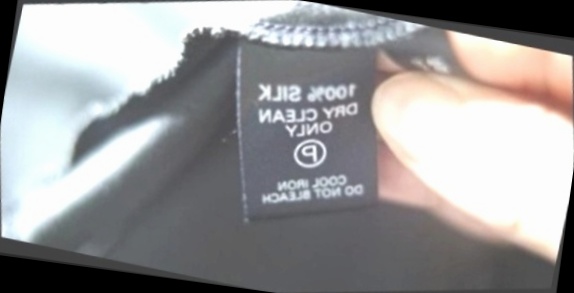 100% SILK
DRY CLEAN
ONLY
P
COOL IRON
DO NOT BLEACH